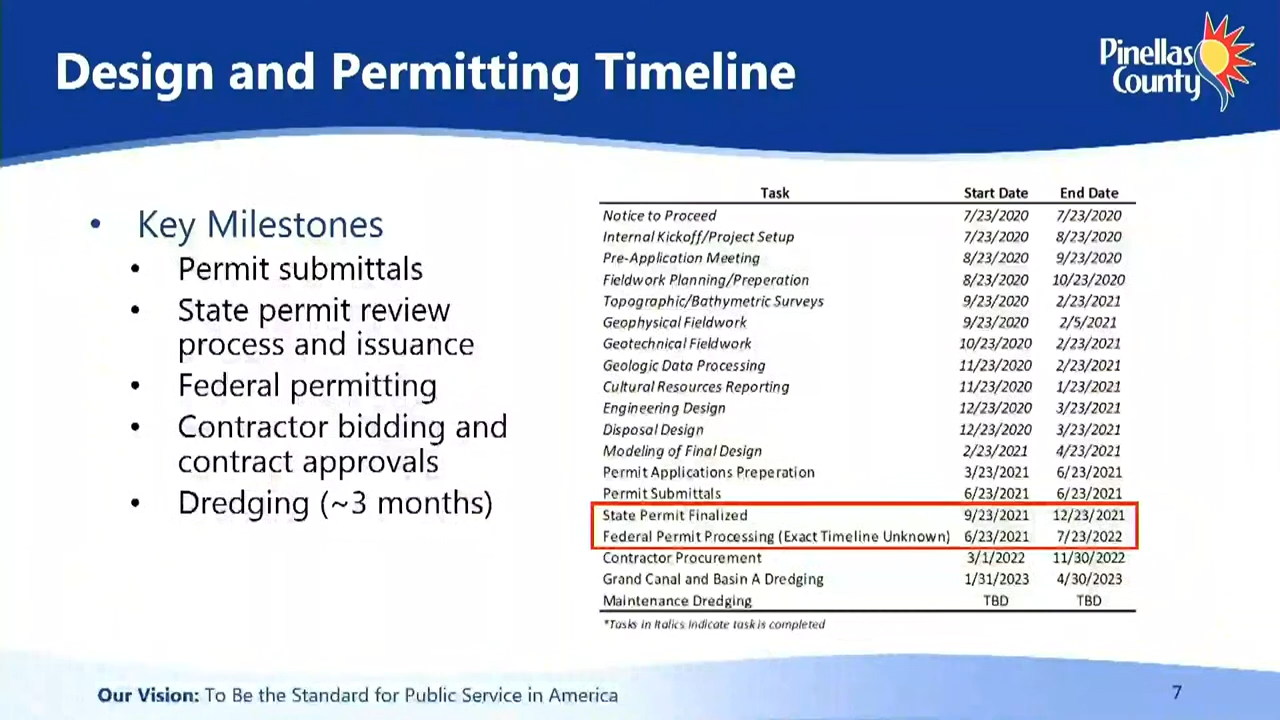 Design and Permitting Timeline
Pinellas
County
• Key Milestones
• Permit submittals
• State permit review
process and issuance
• Federal permitting
• Contractor bidding and
contract approvals
• Dredging (~3 months)
Task Start Date End Date
Notice to Proceed 7/23/2020 7/23/2020
Internal Kickoff/Project Setup 7/23/2020 8/23/2020
Pre-Application Meeting 8/23/2020 9/23/2020
Fieldwork Planning/Preperation 8/23/2020 10/23/2020
Topographic/Bathymetric Surveys 9/23/2020 2/23/2021
Geophysical Fieldwork 9/23/2020 2/5/2021
Geotechnical Fieldwork 10/23/2020 2/23/2021
Geologic Data Processing 11/23/2020 2/23/2021
Cultural Resources Reporting 11/23/2020 1/23/2021
Engineering Design 12/23/2020 3/23/2021
Disposal Design 12/23/2020 3/23/2021
Modeling of Final Design 2/23/2021 4/23/2021
Permit Applications Preperation 3/23/2021 6/23/2021
Permit Submittals 6/23/2021 6/23/2021
State Permit Finalized 9/23/2021 12/23/2021
Federal Permit Processing (Exact Timeline Unknown) 6/23/2021 7/23/2022
Contractor Procurement 3/1/2022 11/30/2022
Grand Canal and Basin A Dredging 1/31/2023 4/30/2023
Maintenance Dredging TBD TBD
*Tasks in Italics Indicate task is completed
Our Vision: To Be the Standard for Public Service in America
7